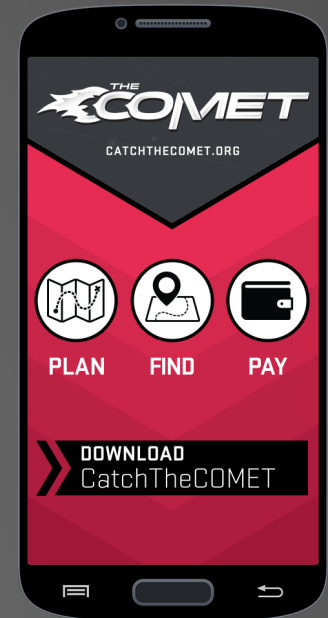 THE
COMET
CATCHTHECOMET.ORG
PLAN FIND PAY
DOWNLOAD
CatchTheCOMET